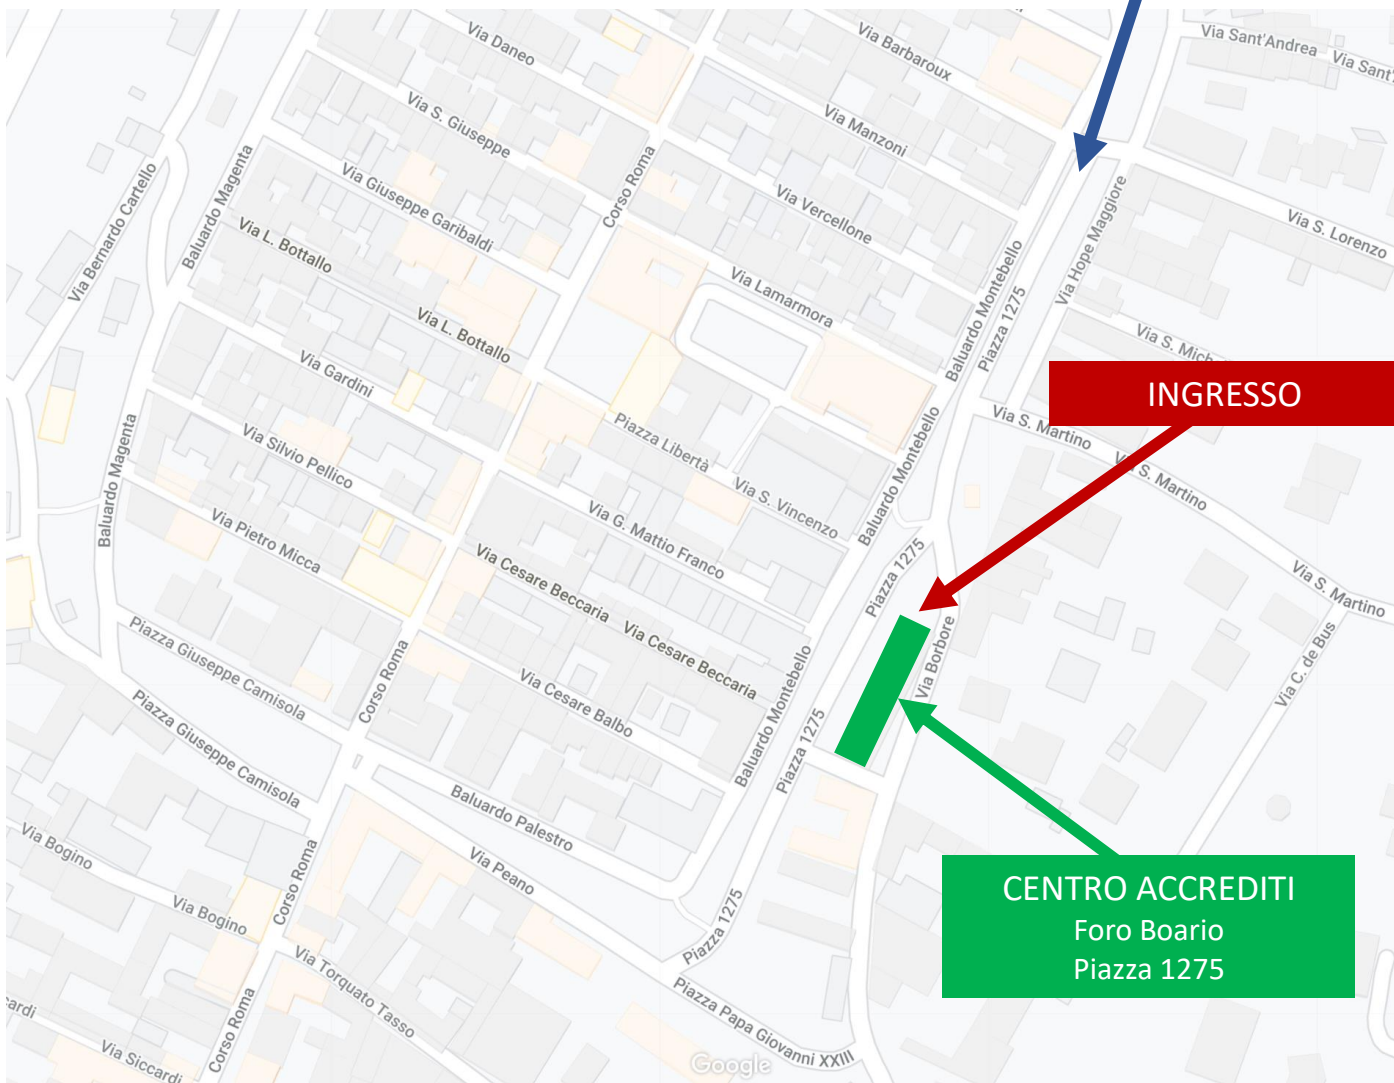 Via Daneo
Via Barbaroux
Via Sant'Andrea
Via Sant'
Via S. Giuseppe
Via Manzoni
Baluardo Magenta
Corso Roma
Via Giuseppe Garibaldi
Via Vercellone
Via Hope Maggiore
Via S. Lorenzo
Via Bernardo Cartello
Via L. Bottallo
Via Lamarmora
Baluardo Montebello
Piazza 1275
Via L. Bottallo
Via S. Mich
INGRESSO
Via Gardini
Via S. Martino
Piazza Libertà
Baluardo Montebello
Via S. Martino
Via Silvio Pellico
Baluardo Magenta
Via S. Vincenzo
Via Pietro Micca
Via G. Mattio Franco
Piazza 1275
Via S. Martino
Via Cesare Beccaria
Via Cesare Beccaria
Via Borbore
Via C. de Bus
Piazza Giuseppe Camisola
Corso Roma
Via Cesare Balbo
Baluardo Montebello
Piazza 1275
Piazza Giuseppe Camisola
Baluardo Palestro
Via Bogino
Via Peano
Corso Roma
CENTRO ACCREDITI
Foro Boario
Piazza 1275
Via Bogino
Piazza 1275
Via Torquato Tasso
Piazza Papa Giovanni XXIII
ccardi
Corso Roma
Via Siccardi
Google